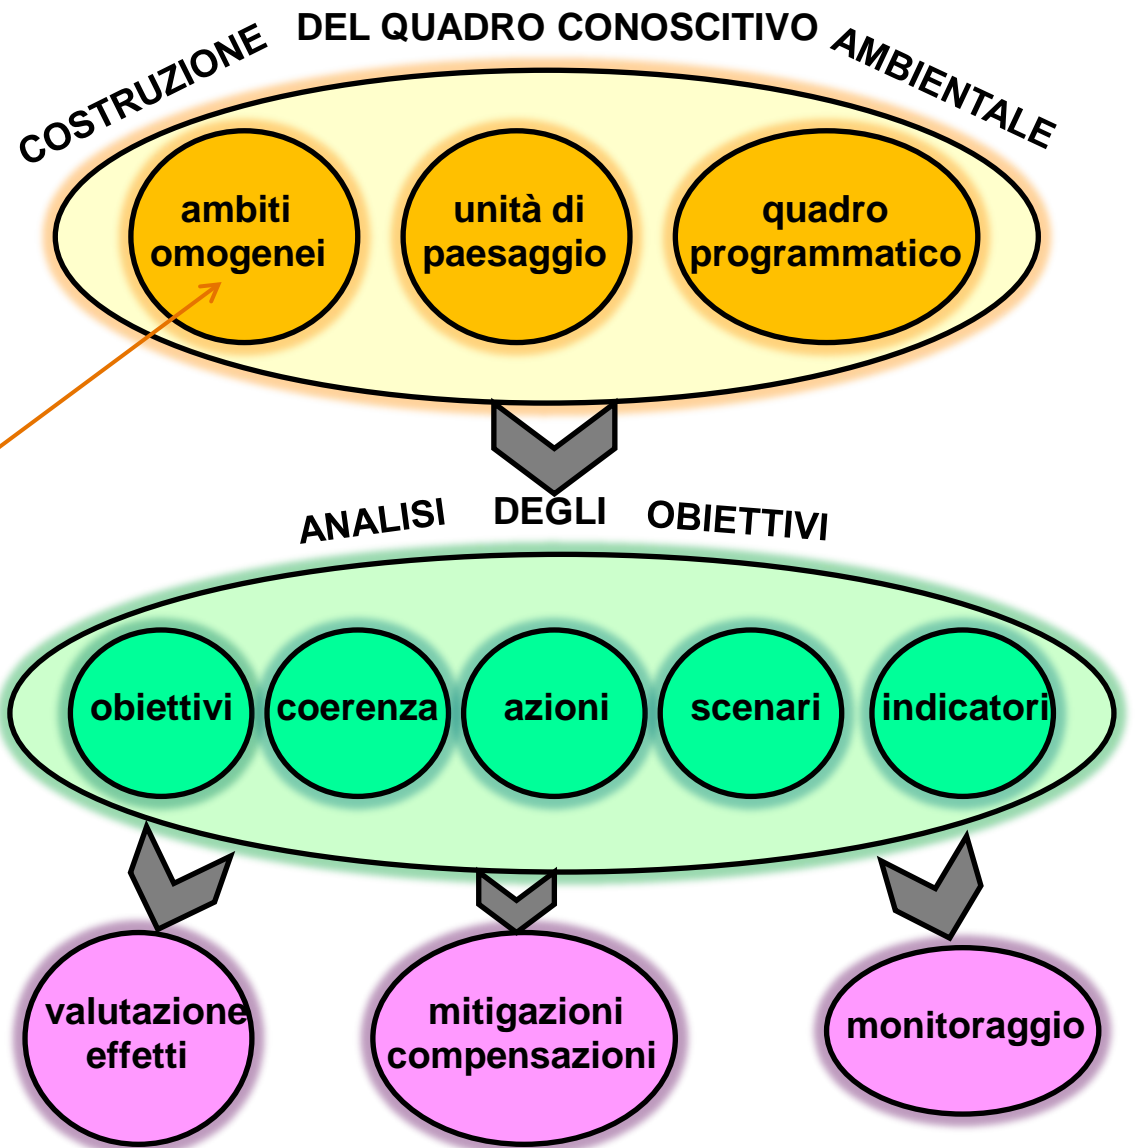 COSTRUZIONE DEL QUADRO CONOSCITIVO AMBIENTALE
ambiti
omogenei
unità di
paesaggio
quadro
programmatico
ANALISI DEGLI OBIETTIVI
obiettivi
coerenza
azioni
scenari
indicatori
valutazione
effetti
mitigazioni
compensazioni
monitoraggio